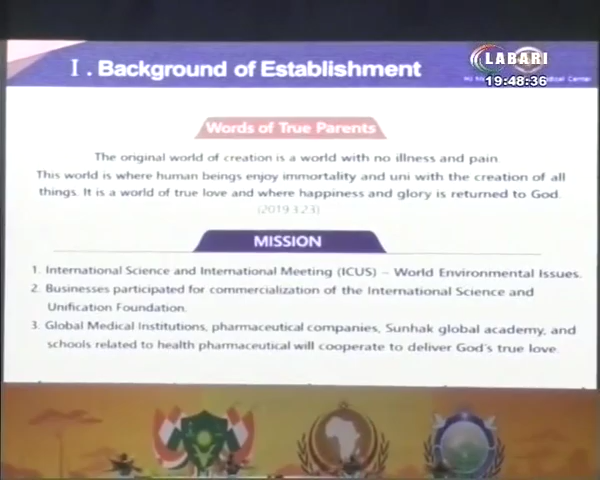 LABARI
19:48:36
I . Background of Establishment
Words of True Parents
The original world of creation is a world with no illness and pain.
This world is where human beings enjoy immortality and uni with the creation of all
things. It is a world of true love and where happiness and glory is returned to God.
(2019.3.23)
MISSION
1. International Science and International Meeting (ICUS) – World Environmental Issues.
2. Businesses participated for commercialization of the International Science and
Unification Foundation.
3. Global Medical Institutions, pharmaceutical companies, Sunhak global academy, and
schools related to health pharmaceutical will cooperate to deliver God's true love.